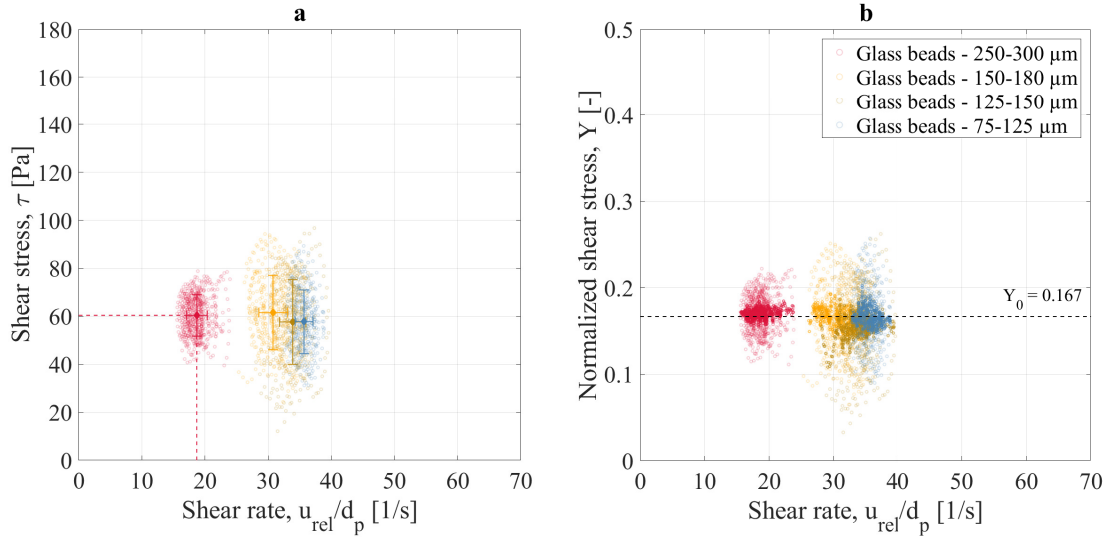 a
180
160
140
120
100
80
60
40
20
0
Shear stress, τ [Pa]
0 10 20 30 40 50 60 70
Shear rate, u_rel/d_p [1/s]
b
0.5
0.4
0.3
0.2
0.1
0
Normalized shear stress, Y [-]
Glass beads - 250-300 µm
Glass beads - 150-180 µm
Glass beads - 125-150 µm
Glass beads - 75-125 µm
Y_0 = 0.167
0 10 20 30 40 50 60 70
Shear rate, u_rel/d_p [1/s]